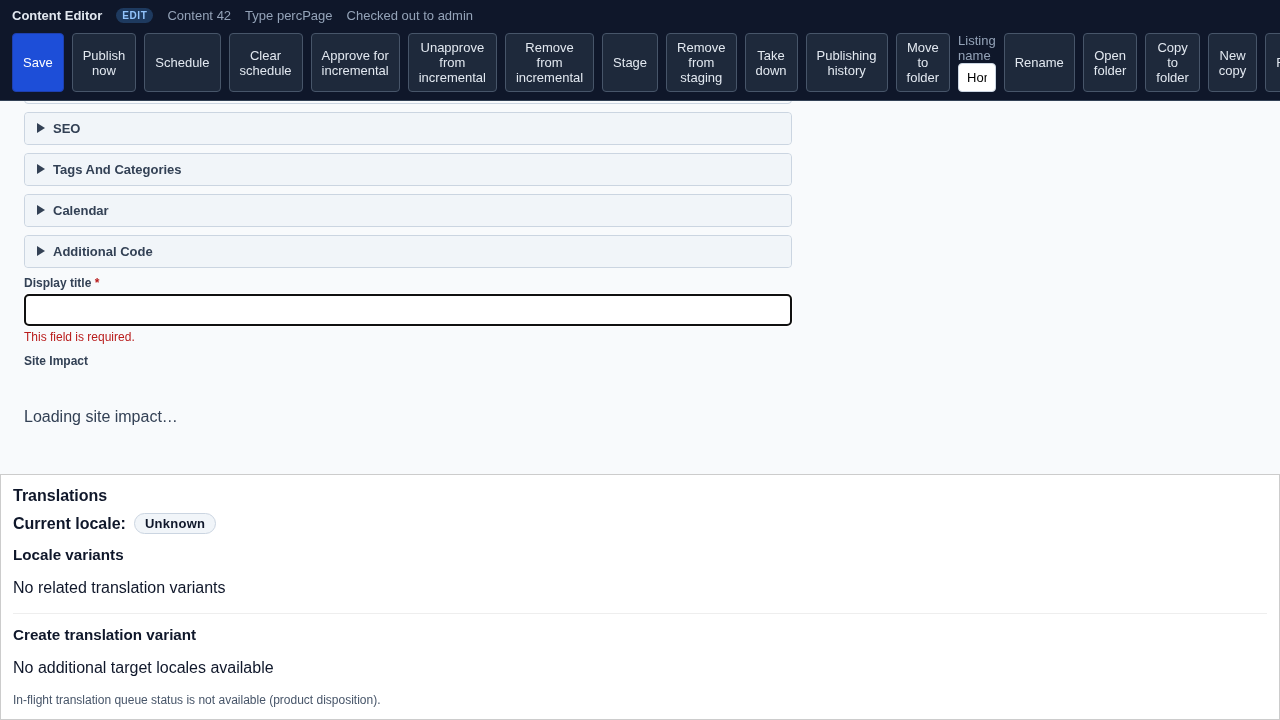 Content Editor EDIT Content 42 Type percPage Checked out to admin
Save
Publish
now
Schedule
Clear
schedule
Approve for
incremental
Unapprove
from
incremental
Remove
from
incremental
Stage
Remove
from
staging
Take
down
Publishing
history
Move
to
folder
Listing
name
Rename
Open
folder
Copy
to
folder
New
copy
SEO
Tags And Categories
Calendar
Additional Code
Display title *
This field is required.
Site Impact
Loading site impact…
Translations
Current locale: Unknown
Locale variants
No related translation variants
Create translation variant
No additional target locales available
In-flight translation queue status is not available (product disposition).